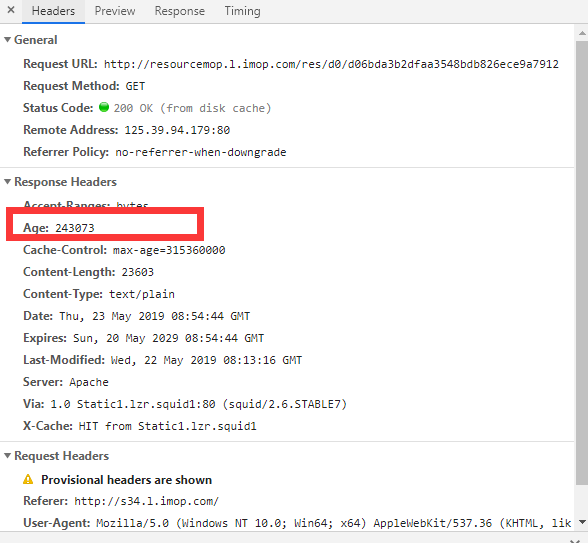 Headers Preview Response Timing
General
Request URL: http://resourcemop.l.imop.com/res/d0/d06bda3b2dfaa3548bdb826ece9a7912
Request Method: GET
Status Code: 200 OK (from disk cache)
Remote Address: 125.39.94.179:80
Referrer Policy: no-referrer-when-downgrade
Response Headers
Accept-Ranges: bytes
Age: 243073
Cache-Control: max-age=315360000
Content-Length: 23603
Content-Type: text/plain
Date: Thu, 23 May 2019 08:54:44 GMT
Expires: Sun, 20 May 2029 08:54:44 GMT
Last-Modified: Wed, 22 May 2019 08:13:16 GMT
Server: Apache
Via: 1.0 Static1.lzr.squid1:80 (squid/2.6.STABLE7)
X-Cache: HIT from Static1.lzr.squid1
Request Headers
Provisional headers are shown
Referer: http://s34.l.imop.com/
User-Agent: Mozilla/5.0 (Windows NT 10.0; Win64; x64) AppleWebKit/537.36 (KHTML, lik